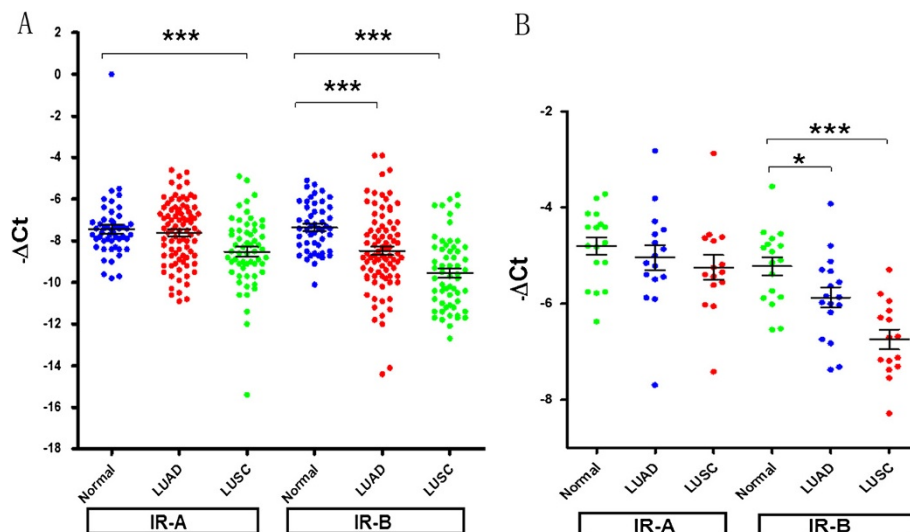 A
B
-ΔCt
2
0
-2
-4
-6
-8
-10
-12
-14
-16
-18
***
***
***
Normal
LUAD
LUSC
Normal
LUAD
LUSC
IR-A
IR-B
-ΔCt
-2
-4
-6
-8
***
*
Normal
LUAD
LUSC
Normal
LUAD
LUSC
IR-A
IR-B